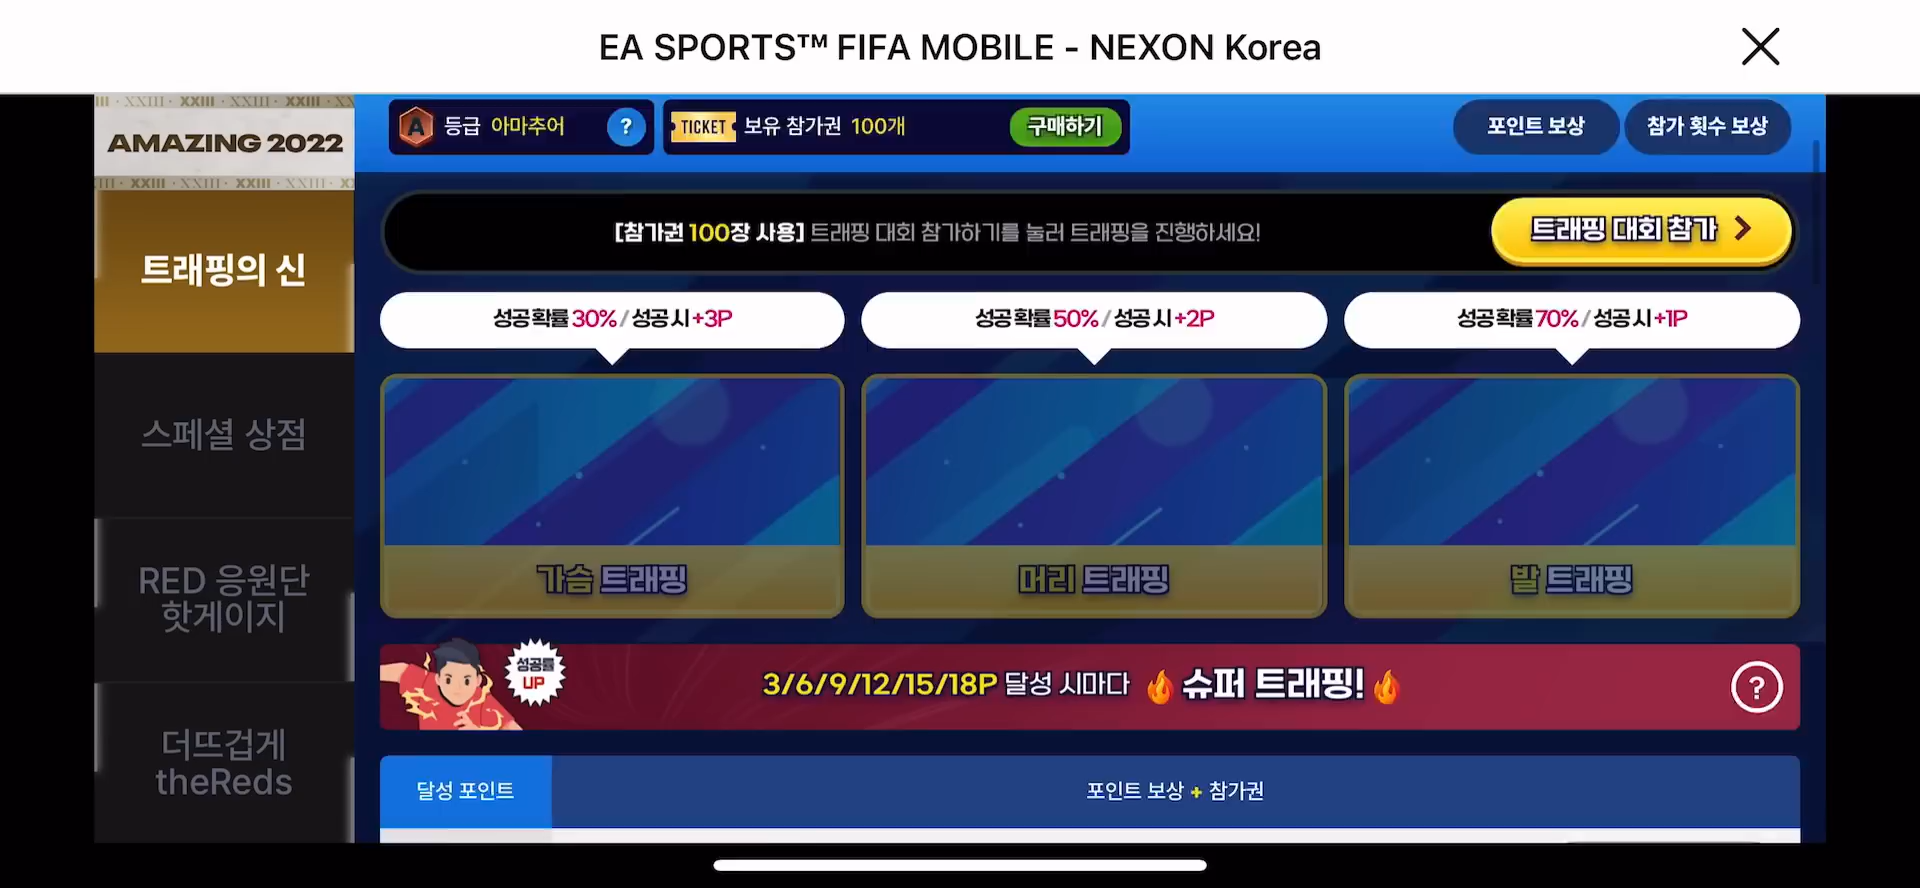 EA SPORTS™ FIFA MOBILE - NEXON Korea
XXIII · XXIII · XXIII · XXIII
AMAZING 2022
XXIII · XXIII · XXIII · XXIII
A 등급 아마추어 ?
TICKET 보유 참가권 100개 구매하기
포인트 보상
참가 횟수 보상
트래핑의 신
스페셜 상점
RED 응원단
핫게이지
더뜨겁게
theReds
[참가권 100장 사용] 트래핑 대회 참가하기를 눌러 트래핑을 진행하세요!
트래핑 대회 참가
성공 확률 30% / 성공 시 +3P
성공 확률 50% / 성공 시 +2P
성공 확률 70% / 성공 시 +1P
가슴 트래핑
머리 트래핑
발 트래핑
성공률
UP
3/6/9/12/15/18P 달성 시마다 슈퍼 트래핑!
?
달성 포인트
포인트 보상 + 참가권